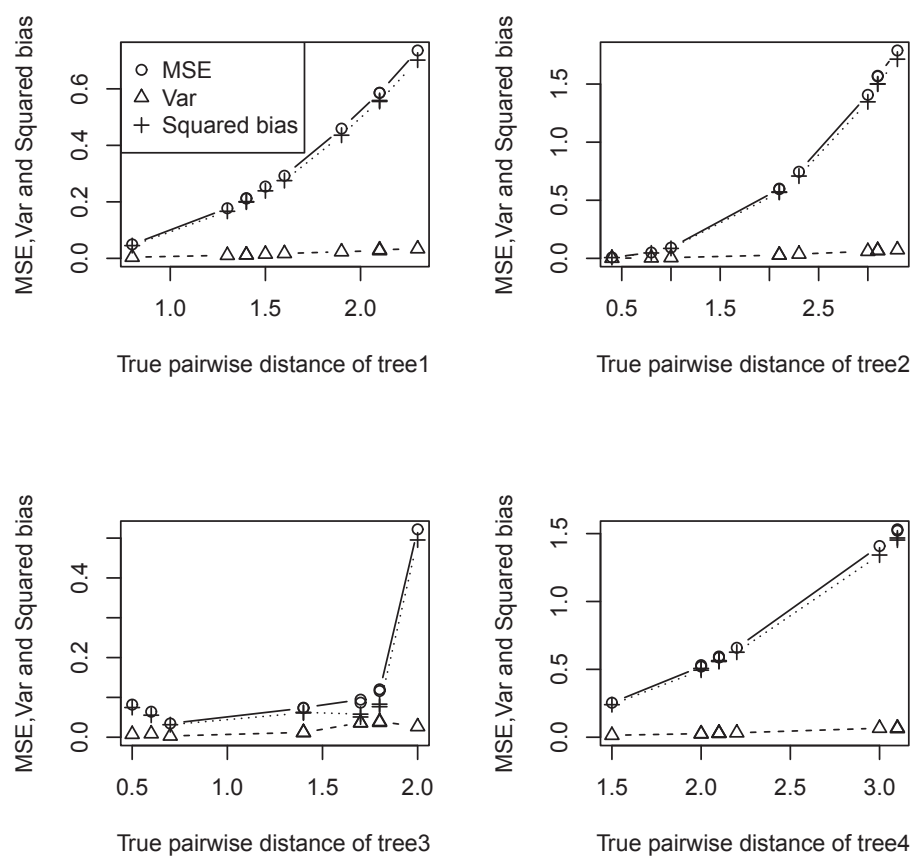 MSE,Var and Squared bias
0.0 0.2 0.4 0.6
MSE
Var
Squared bias
1.0 1.5 2.0
True pairwise distance of tree1
MSE,Var and Squared bias
0.0 0.5 1.0 1.5
0.5 1.5 2.5
True pairwise distance of tree2
MSE,Var and Squared bias
0.0 0.2 0.4
0.5 1.0 1.5 2.0
True pairwise distance of tree3
MSE,Var and Squared bias
0.0 0.5 1.0 1.5
1.5 2.0 2.5 3.0
True pairwise distance of tree4